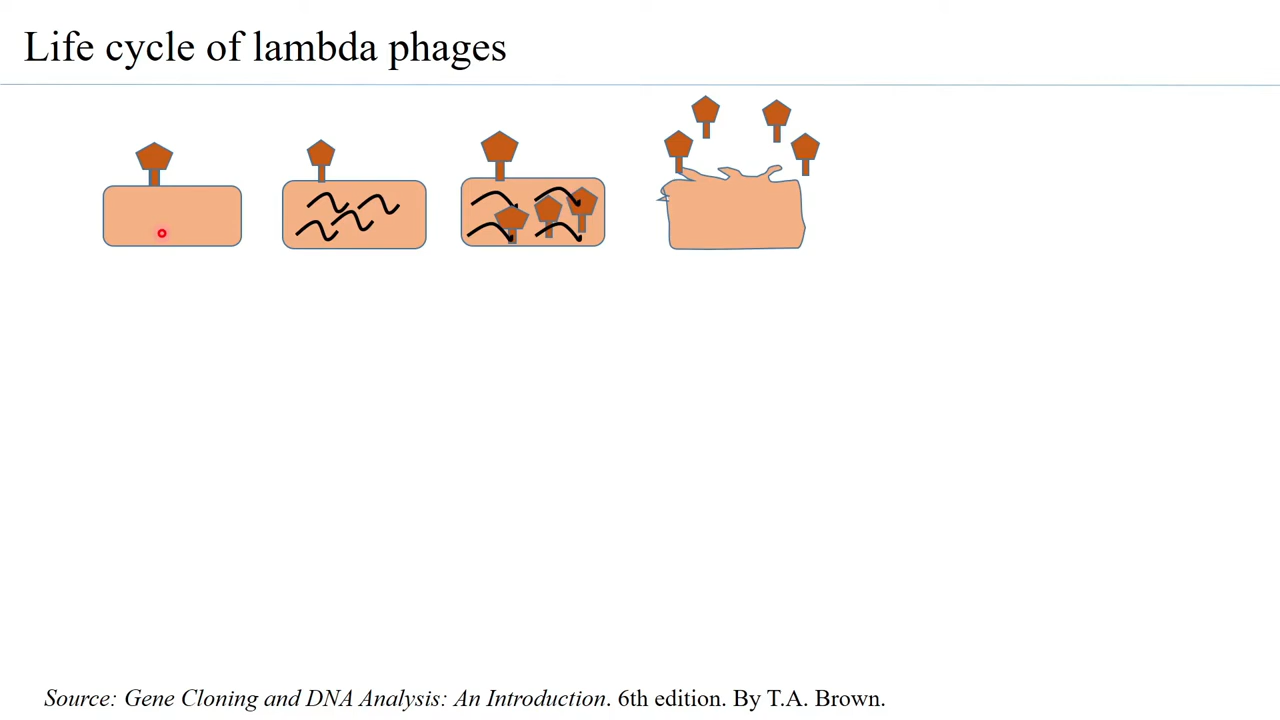 Life cycle of lambda phages
Source: Gene Cloning and DNA Analysis: An Introduction. 6th edition. By T.A. Brown.